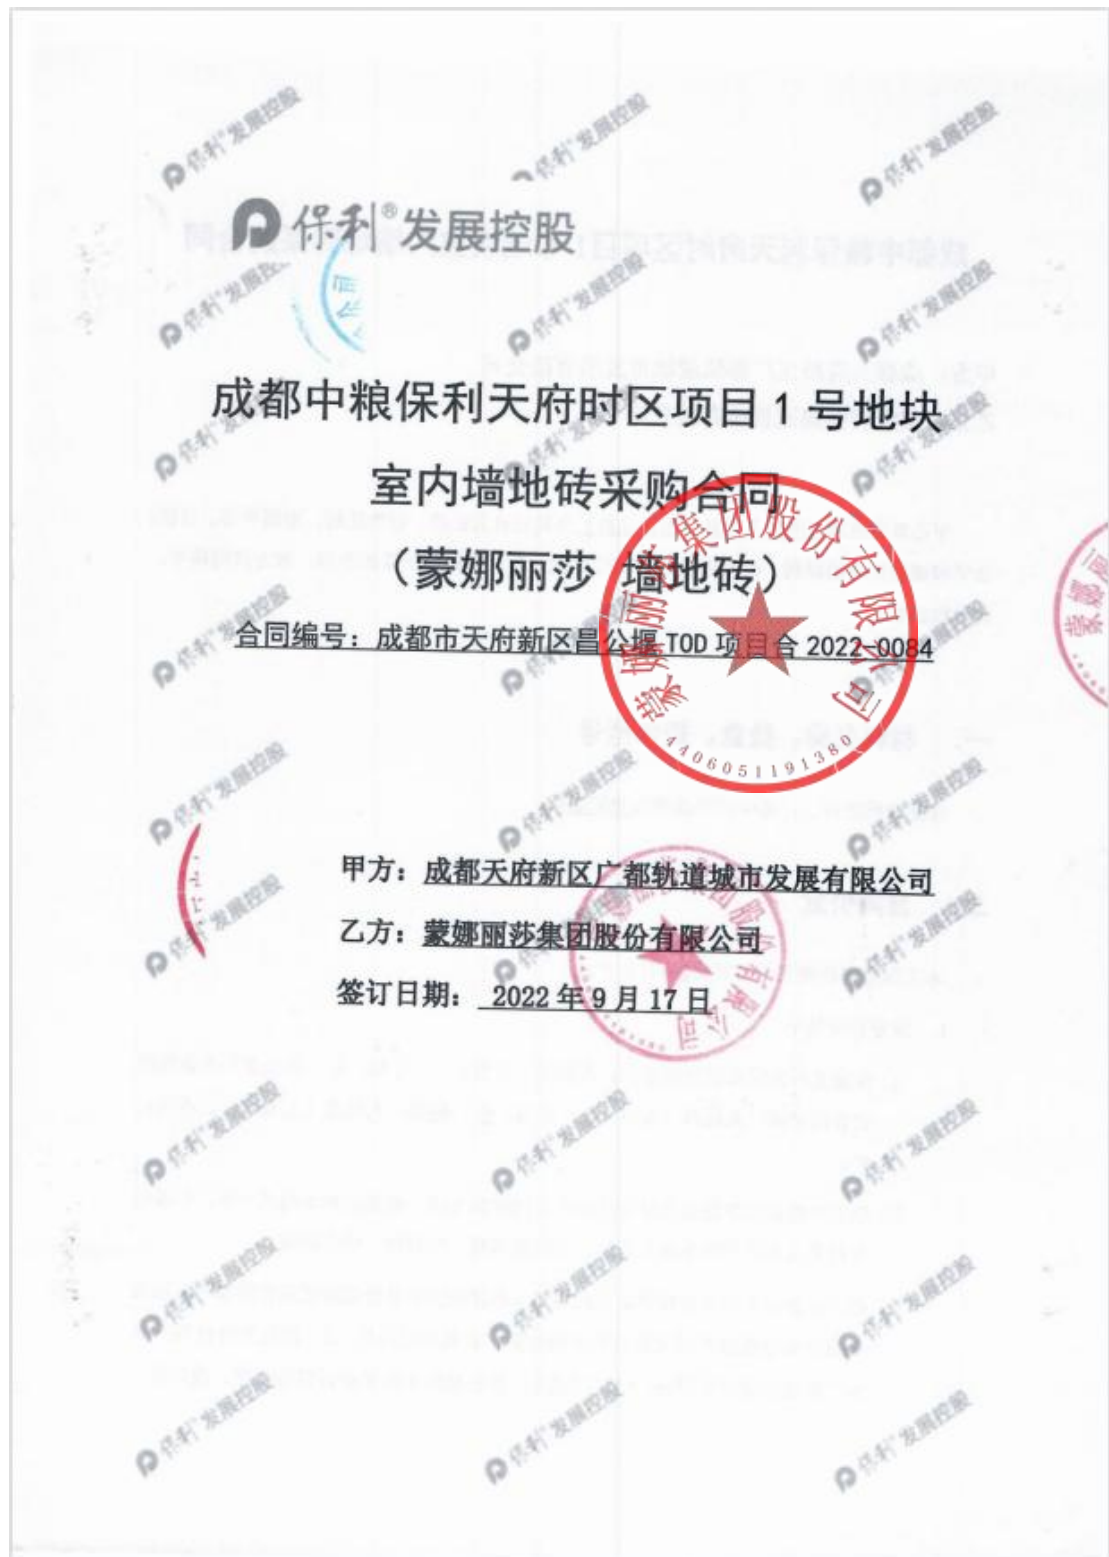 保利®发展控股
成都中粮保利天府时区项目1号地块
室内墙地砖采购合同
（蒙娜丽莎 墙地砖）
合同编号：成都市天府新区昌公堰TOD项目合2022-0084
蒙娜丽莎集团股份有限公司
4406051191380
甲方：成都天府新区广都轨道城市发展有限公司
乙方：蒙娜丽莎集团股份有限公司
签订日期： 2022年9月17日